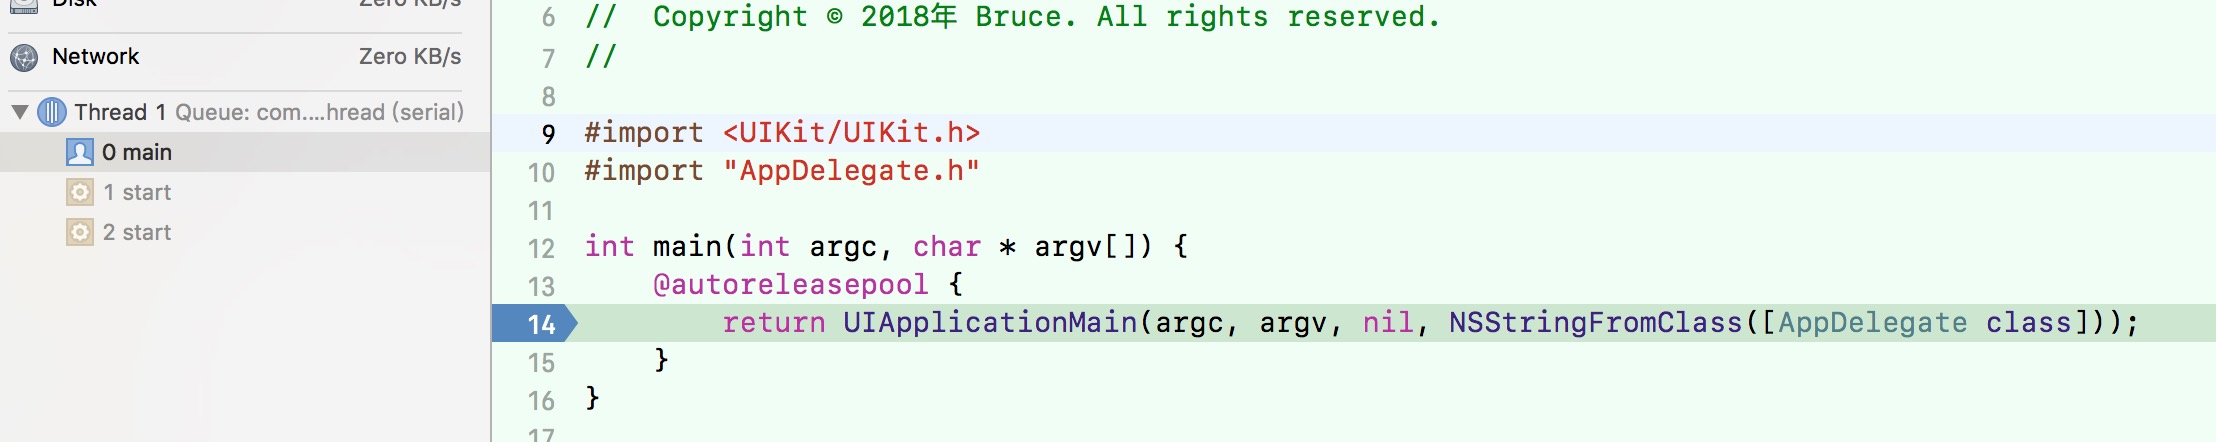 Disk Zero KB/s
Network Zero KB/s
Thread 1 Queue: com....hread (serial)
0 main
1 start
2 start
6 //  Copyright © 2018年 Bruce. All rights reserved.
7 //
8
9 #import <UIKit/UIKit.h>
10 #import "AppDelegate.h"
11
12 int main(int argc, char * argv[]) {
13     @autoreleasepool {
14         return UIApplicationMain(argc, argv, nil, NSStringFromClass([AppDelegate class]));
15     }
16 }
17